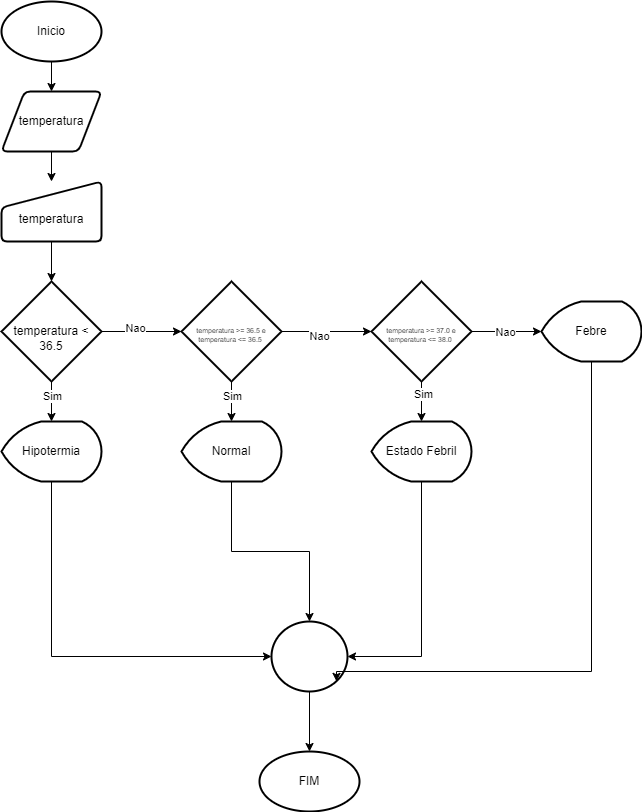 Inicio
temperatura
temperatura
temperatura <
36.5
Nao
temperatura >= 36.5 e
temperatura <= 36.5
Nao
temperatura >= 37.0 e
temperatura <= 38.0
Nao
Febre
Sim
Sim
Sim
Hipotermia
Normal
Estado Febril
FIM